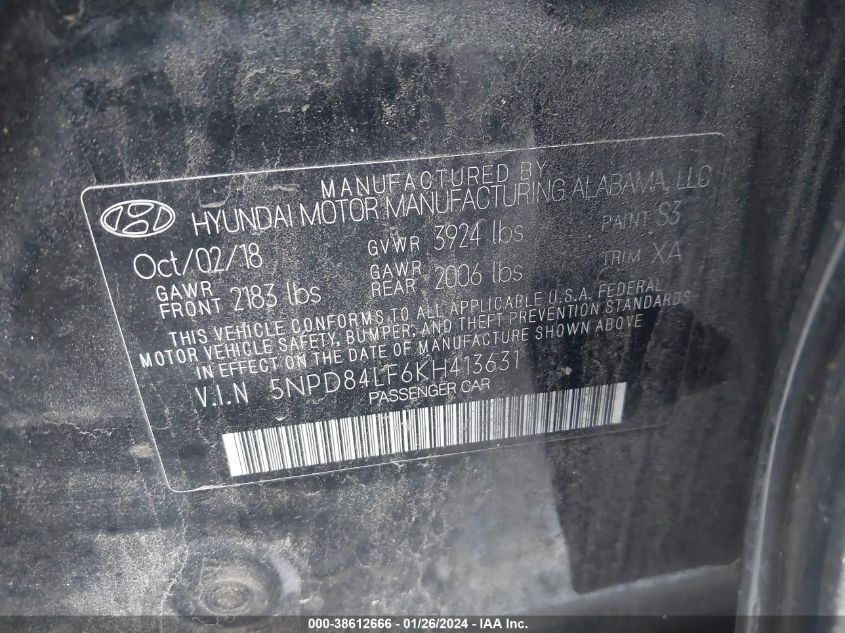 MANUFACTURED BY
HYUNDAI MOTOR MANUFACTURING ALABAMA, LLC
Oct/02/18 GVWR 3924 lbs PAINT S3
GAWR FRONT 2183 lbs GAWR REAR 2006 lbs TRIM XA
THIS VEHICLE CONFORMS TO ALL APPLICABLE U.S.A. FEDERAL
MOTOR VEHICLE SAFETY, BUMPER, AND THEFT PREVENTION STANDARDS
IN EFFECT ON THE DATE OF MANUFACTURE SHOWN ABOVE
V.I.N 5NPD84LF6KH413631
PASSENGER CAR
000-38612666 - 01/26/2024 - IAA Inc.